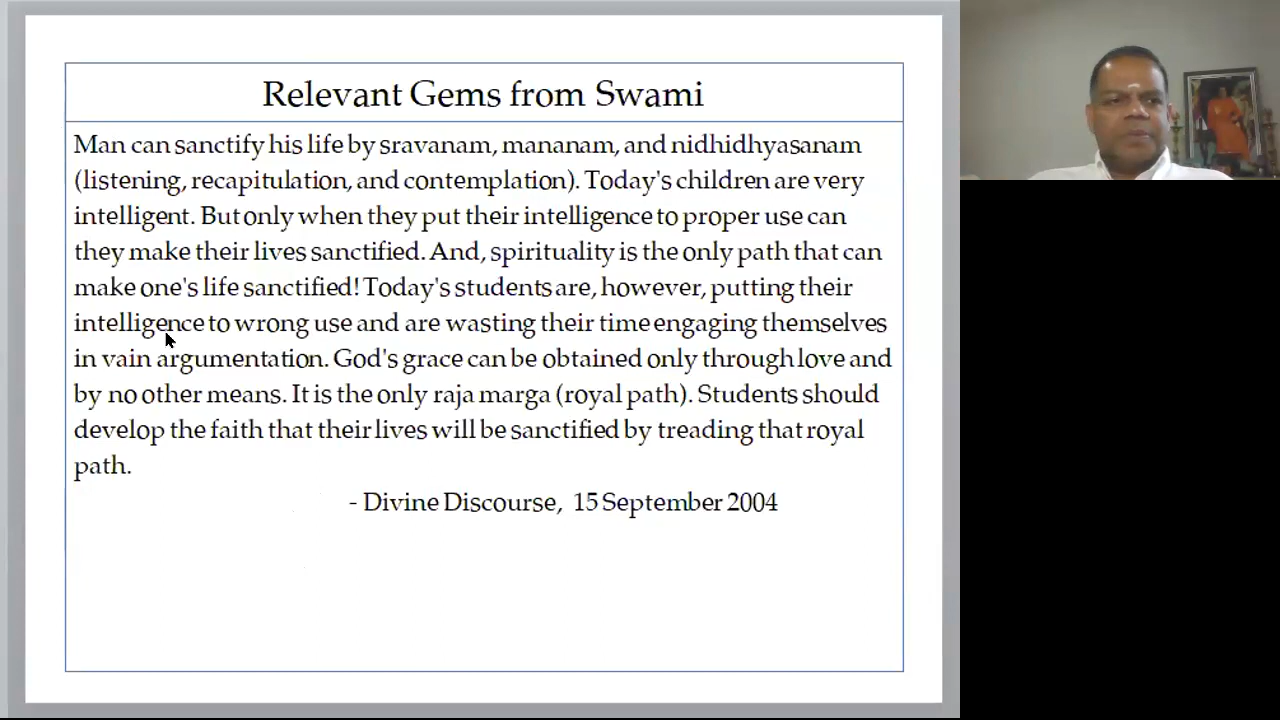 Relevant Gems from Swami
Man can sanctify his life by sravanam, mananam, and nidhidhyasanam
(listening, recapitulation, and contemplation). Today's children are very
intelligent. But only when they put their intelligence to proper use can
they make their lives sanctified. And, spirituality is the only path that can
make one's life sanctified! Today's students are, however, putting their
intelligence to wrong use and are wasting their time engaging themselves
in vain argumentation. God's grace can be obtained only through love and
by no other means. It is the only raja marga (royal path). Students should
develop the faith that their lives will be sanctified by treading that royal
path.
- Divine Discourse, 15 September 2004